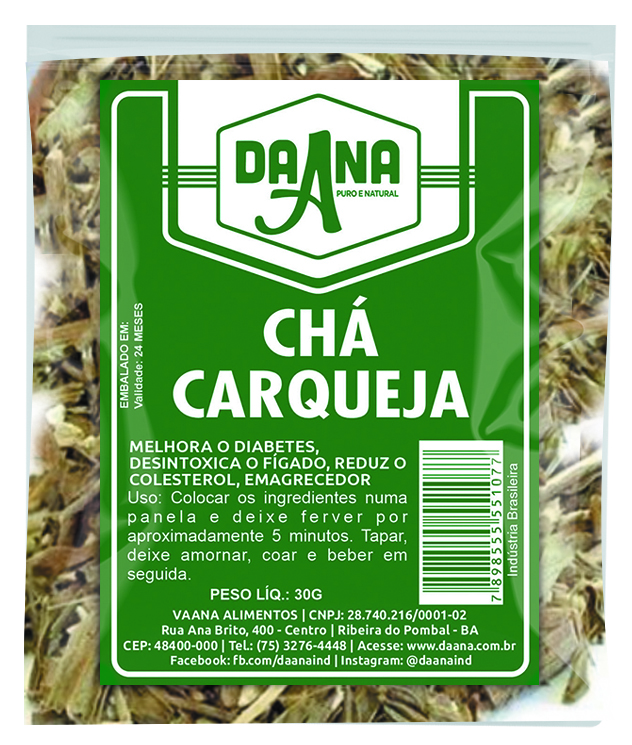 DAANA
PURO E NATURAL
CHÁ
CARQUEJA
EMBALADO EM:
Validade: 24 MESES
MELHORA O DIABETES,
DESINTOXICA O FÍGADO, REDUZ O
COLESTEROL, EMAGRECEDOR
Uso: Colocar os ingredientes numa
panela e deixe ferver por
aproximadamente 5 minutos. Tapar,
deixe amornar, coar e beber em
seguida.
PESO LÍQ.: 30G
7 898555 551077
Indústria Brasileira
VAANA ALIMENTOS | CNPJ: 28.740.216/0001-02
Rua Ana Brito, 400 - Centro | Ribeira do Pombal - BA
CEP: 48400-000 | Tel.: (75) 3276-4448 | Acesse: www.daana.com.br
Facebook: fb.com/daanaind | Instagram: @daanaind